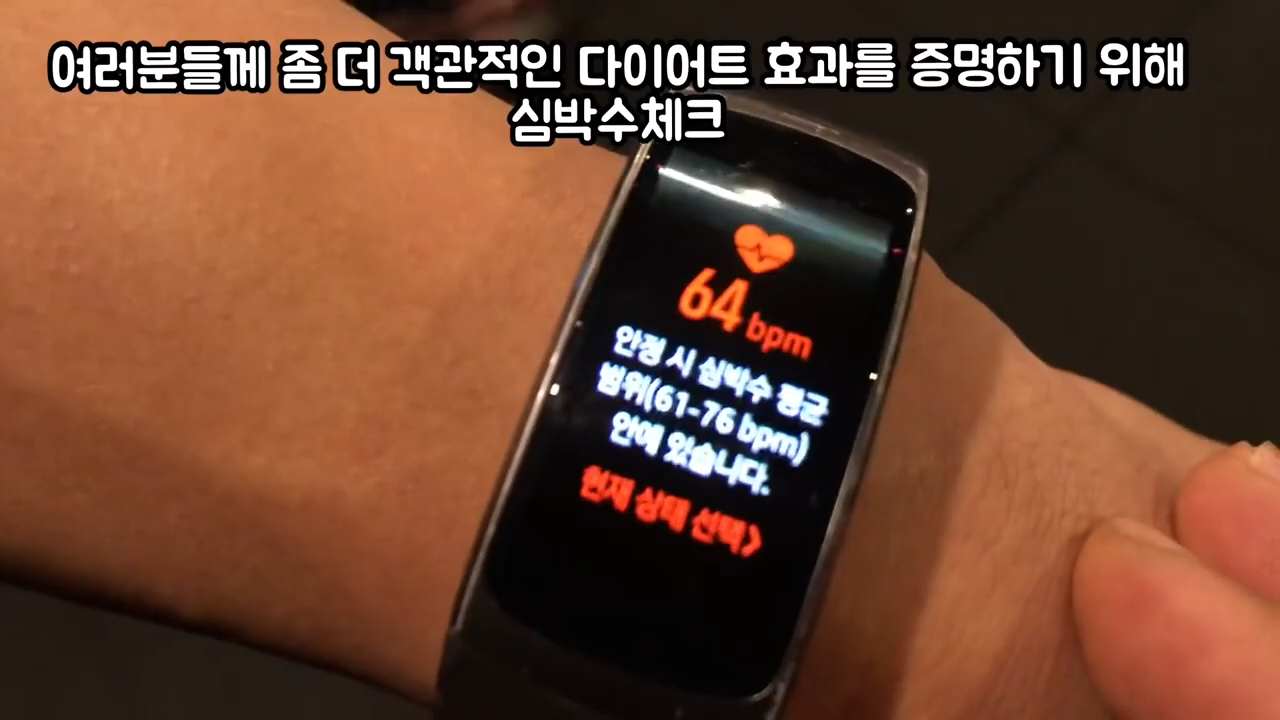 여러분들께 좀 더 객관적인 다이어트 효과를 증명하기 위해
심박수체크
64 bpm
안정 시 심박수 평균
범위(61-76 bpm)
안에 있습니다.
현재 상태 선택>